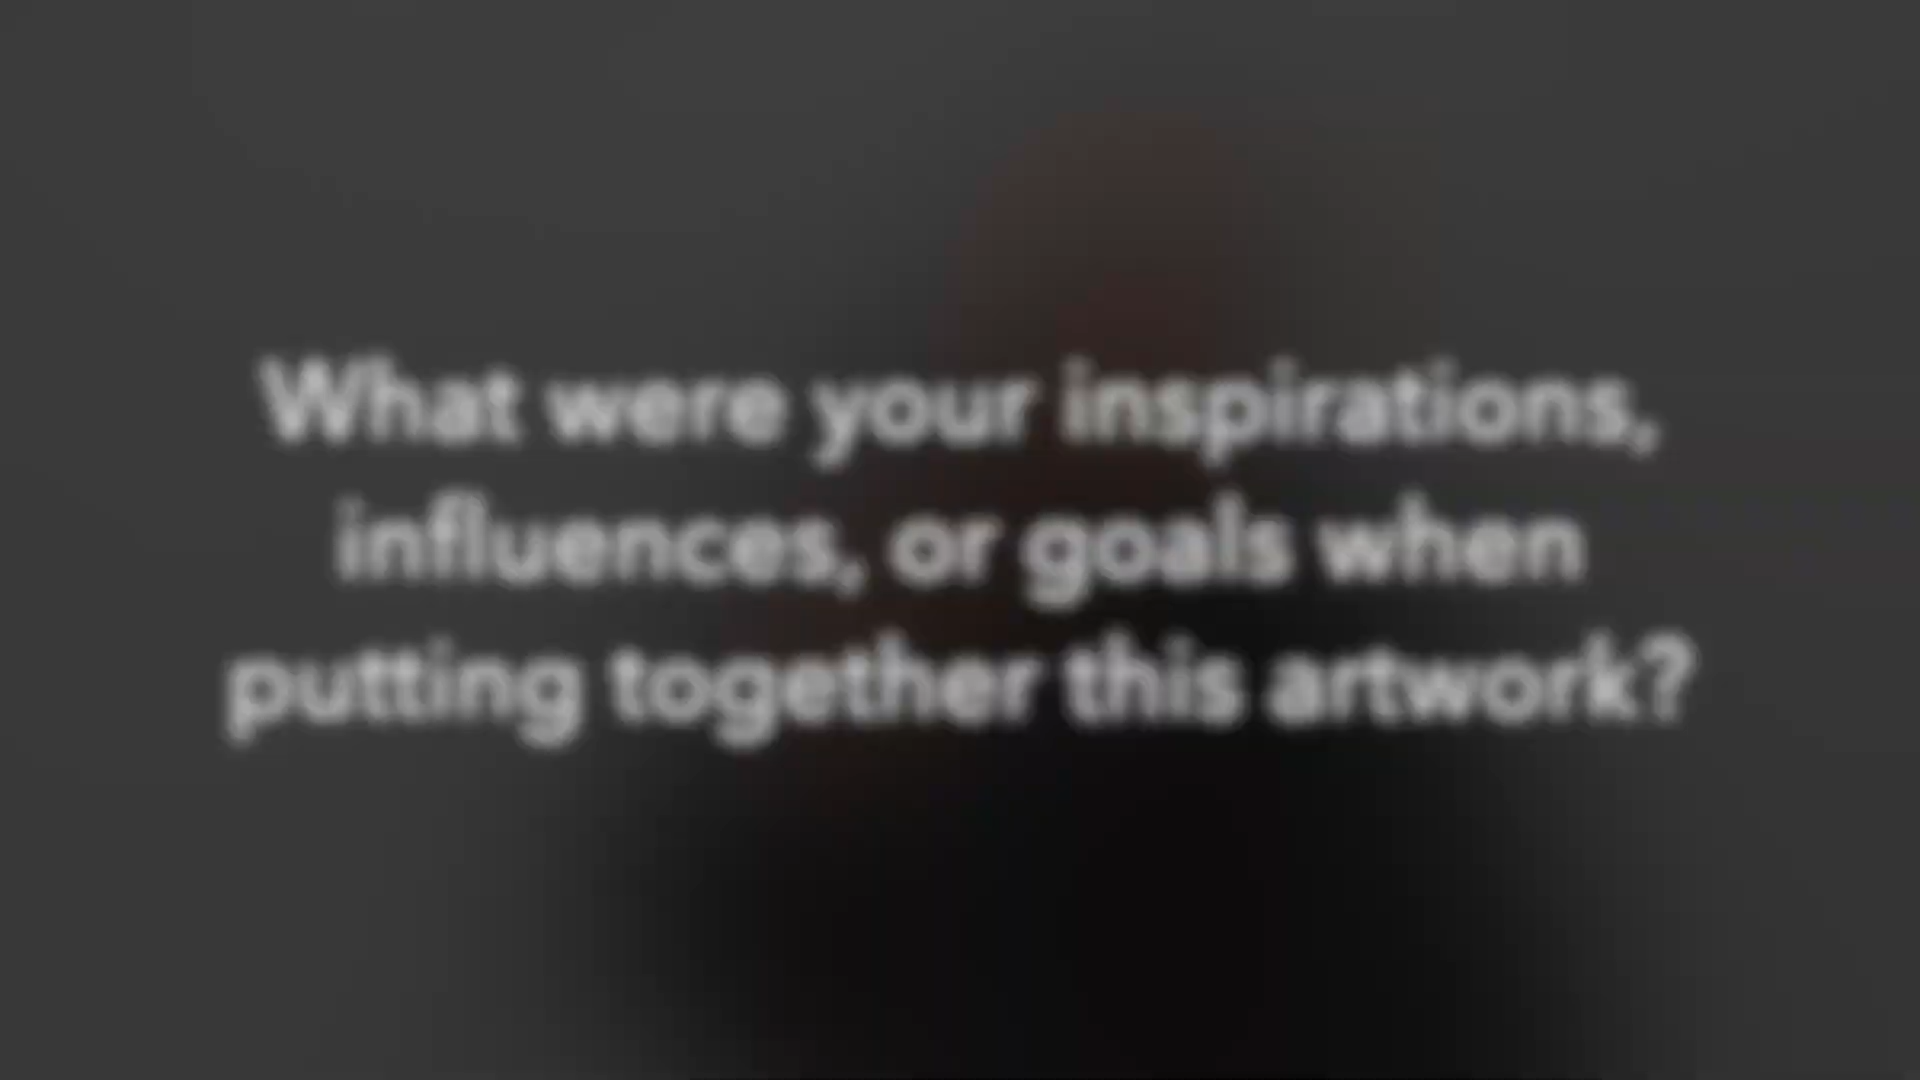 What were your inspirations,
influences, or goals when
putting together this artwork?